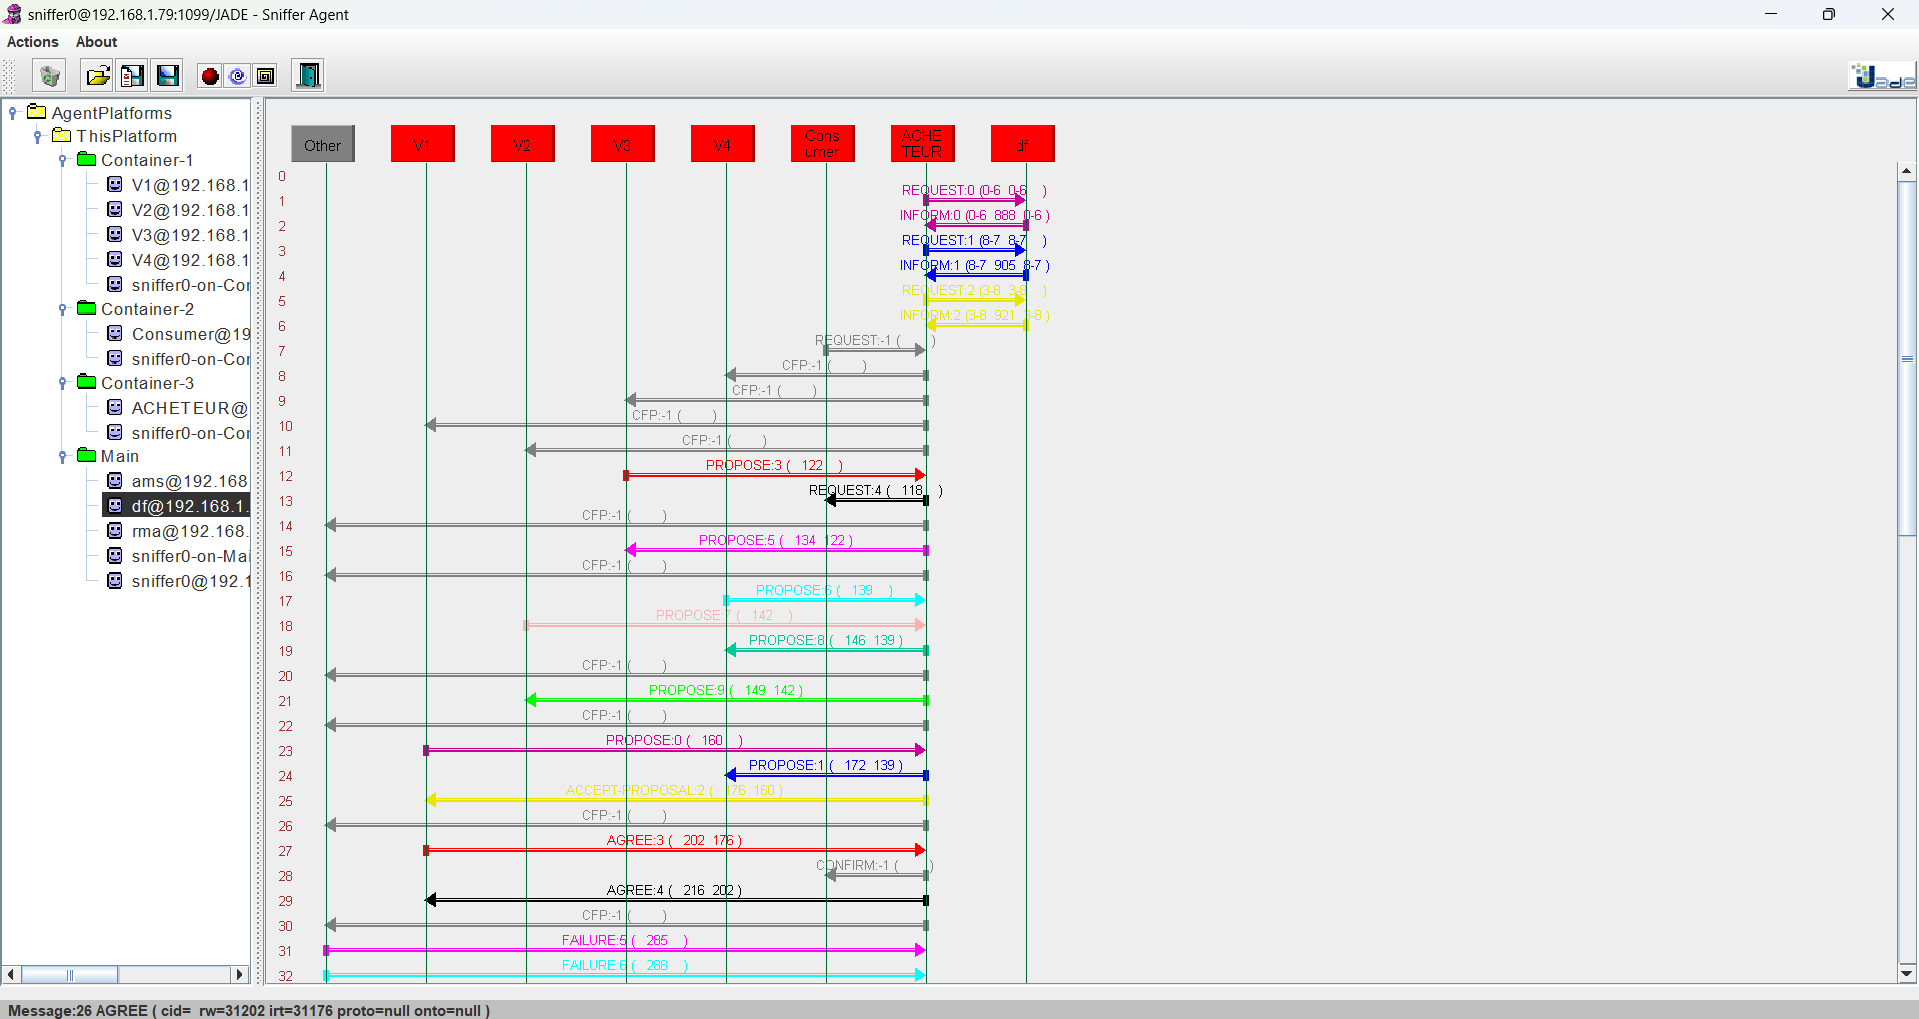 sniffer0@192.168.1.79:1099/JADE - Sniffer Agent
Actions About
Jade
AgentPlatforms
ThisPlatform
Container-1
V1@192.168.1
V2@192.168.1
V3@192.168.1
V4@192.168.1
sniffer0-on-Cor
Container-2
Consumer@19
sniffer0-on-Cor
Container-3
ACHETEUR@
sniffer0-on-Cor
Main
ams@192.168
df@192.168.1.
rma@192.168.
sniffer0-on-Mai
sniffer0@192.1
Other V1 V2 V3 V4 Cons umer ACHE TEUR df
0
REQUEST:0 (0-6 0-6 )
1
INFORM:0 (0-6 888 0-6 )
2
REQUEST:1 (8-7 8-7 )
3
INFORM:1 (8-7 905 8-7 )
4
REQUEST:2 (3-8 3-8 )
5
INFORM:2 (3-8 921 3-8 )
6
REQUEST:-1 ( )
7
CFP:-1 ( )
8
CFP:-1 ( )
9
CFP:-1 ( )
10
CFP:-1 ( )
11
PROPOSE:3 ( 122 )
12
REQUEST:4 ( 118 )
13
CFP:-1 ( )
14
PROPOSE:5 ( 134 122 )
15
CFP:-1 ( )
16
PROPOSE:6 ( 139 )
17
PROPOSE:7 ( 142 )
18
PROPOSE:8 ( 146 139 )
19
CFP:-1 ( )
20
PROPOSE:9 ( 149 142 )
21
CFP:-1 ( )
22
PROPOSE:0 ( 160 )
23
PROPOSE:1 ( 172 139 )
24
ACCEPT-PROPOSAL:2 ( 176 160 )
25
CFP:-1 ( )
26
AGREE:3 ( 202 176 )
27
CONFIRM:-1 ( )
28
AGREE:4 ( 216 202 )
29
CFP:-1 ( )
30
FAILURE:5 ( 285 )
31
FAILURE:6 ( 288 )
32
Message:26 AGREE ( cid= rw=31202 irt=31176 proto=null onto=null )